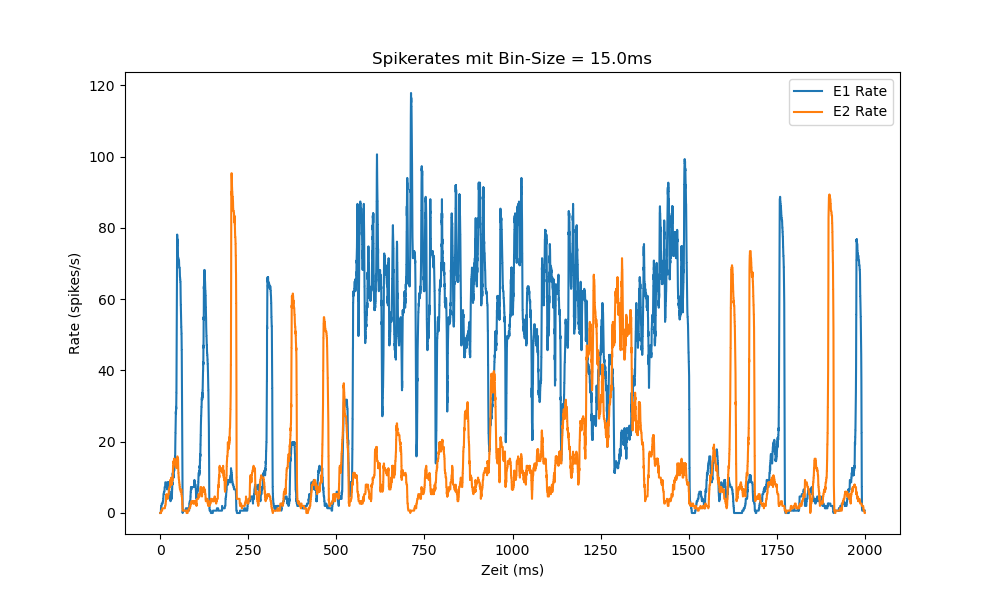 Spikerates mit Bin-Size = 15.0ms
E1 Rate
E2 Rate
120
100
80
60
40
20
0
Rate (spikes/s)
0 250 500 750 1000 1250 1500 1750 2000
Zeit (ms)